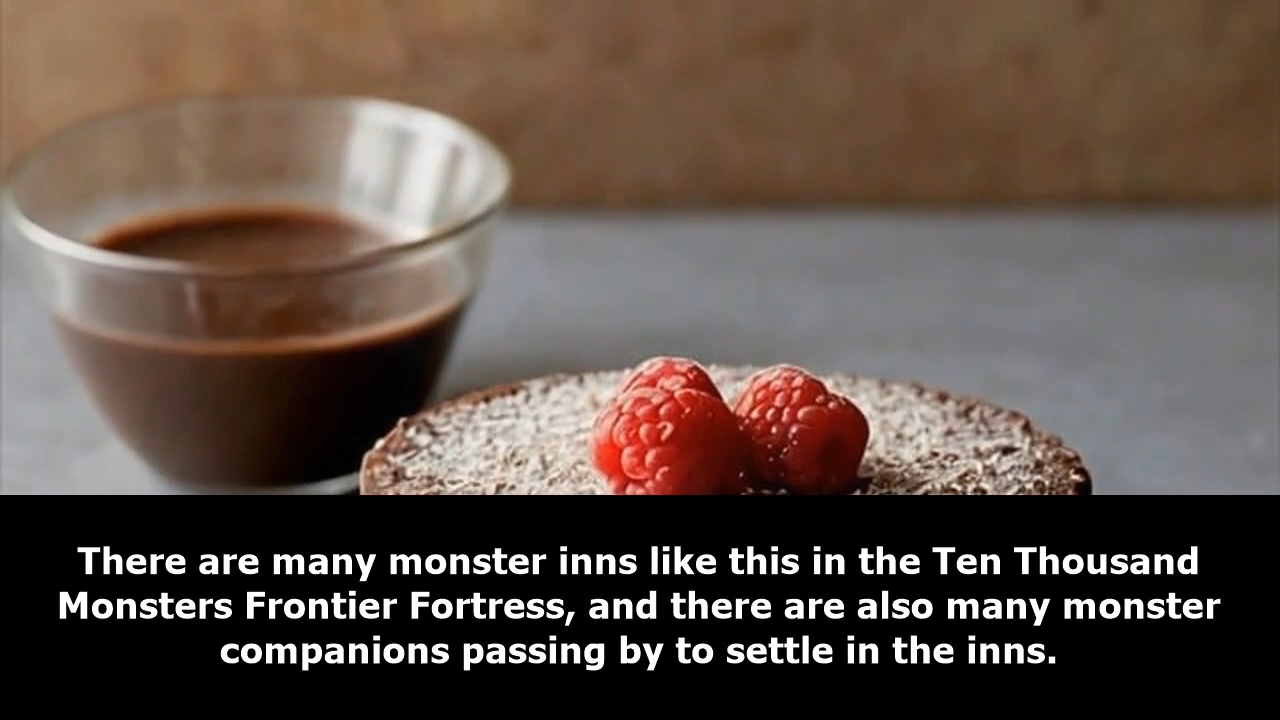 There are many monster inns like this in the Ten Thousand
Monsters Frontier Fortress, and there are also many monster
companions passing by to settle in the inns.